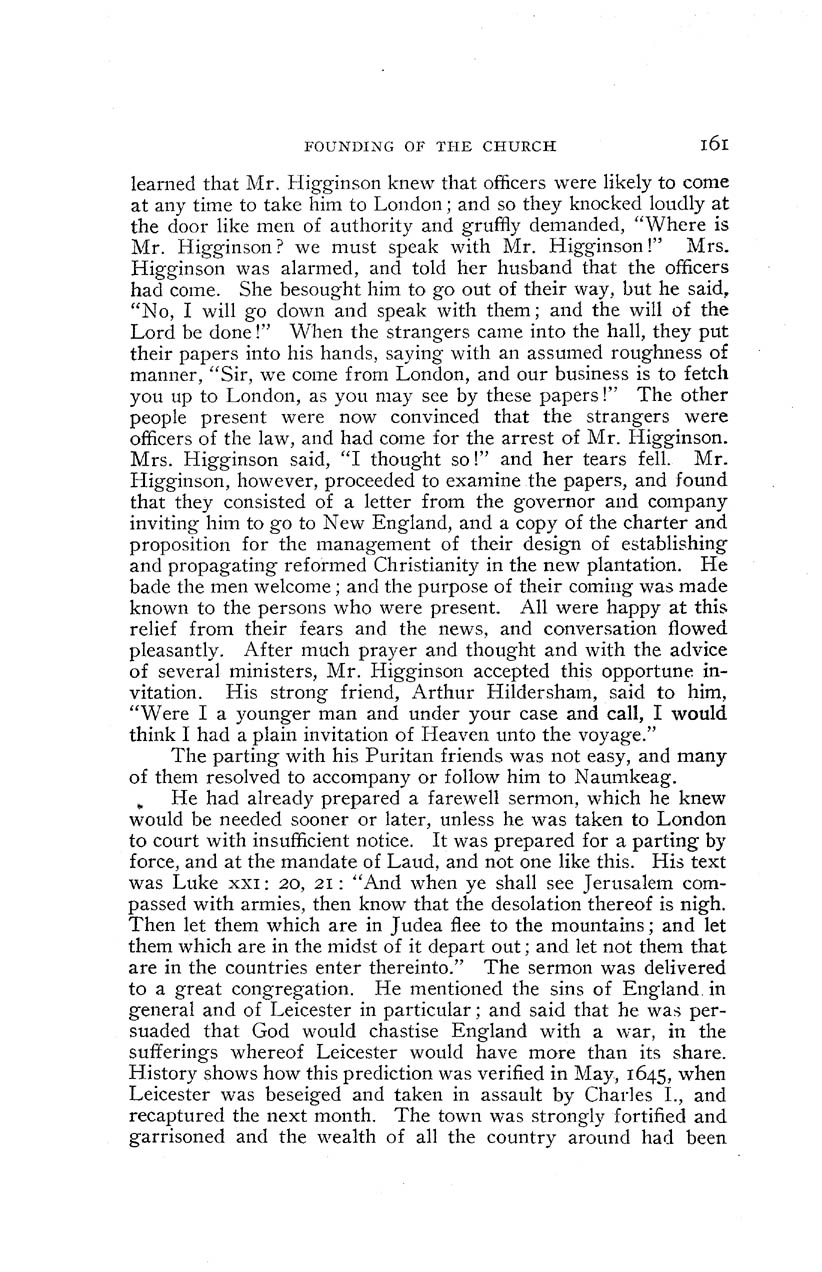 FOUNDING OF THE CHURCH 161
learned that Mr. Higginson knew that officers were likely to come
at any time to take him to London; and so they knocked loudly at
the door like men of authority and gruffly demanded, "Where is
Mr. Higginson? we must speak with Mr. Higginson!" Mrs.
Higginson was alarmed, and told her husband that the officers
had come. She besought him to go out of their way, but he said,
"No, I will go down and speak with them; and the will of the
Lord be done!" When the strangers came into the hall, they put
their papers into his hands, saying with an assumed roughness of
manner, "Sir, we come from London, and our business is to fetch
you up to London, as you may see by these papers!" The other
people present were now convinced that the strangers were
officers of the law, and had come for the arrest of Mr. Higginson.
Mrs. Higginson said, "I thought so!" and her tears fell. Mr.
Higginson, however, proceeded to examine the papers, and found
that they consisted of a letter from the governor and company
inviting him to go to New England, and a copy of the charter and
proposition for the management of their design of establishing
and propagating reformed Christianity in the new plantation. He
bade the men welcome; and the purpose of their coming was made
known to the persons who were present. All were happy at this
relief from their fears and the news, and conversation flowed
pleasantly. After much prayer and thought and with the advice
of several ministers, Mr. Higginson accepted this opportune in-
vitation. His strong friend, Arthur Hildersham, said to him,
"Were I a younger man and under your case and call, I would
think I had a plain invitation of Heaven unto the voyage."
The parting with his Puritan friends was not easy, and many
of them resolved to accompany or follow him to Naumkeag.
He had already prepared a farewell sermon, which he knew
would be needed sooner or later, unless he was taken to London
to court with insufficient notice. It was prepared for a parting by
force, and at the mandate of Laud, and not one like this. His text
was Luke XXI: 20, 21: "And when ye shall see Jerusalem com-
passed with armies, then know that the desolation thereof is nigh.
Then let them which are in Judea flee to the mountains; and let
them which are in the midst of it depart out; and let not them that
are in the countries enter thereinto." The sermon was delivered
to a great congregation. He mentioned the sins of England in
general and of Leicester in particular; and said that he was per-
suaded that God would chastise England with a war, in the
sufferings whereof Leicester would have more than its share.
History shows how this prediction was verified in May, 1645, when
Leicester was beseiged and taken in assault by Charles I., and
recaptured the next month. The town was strongly fortified and
garrisoned and the wealth of all the country around had been